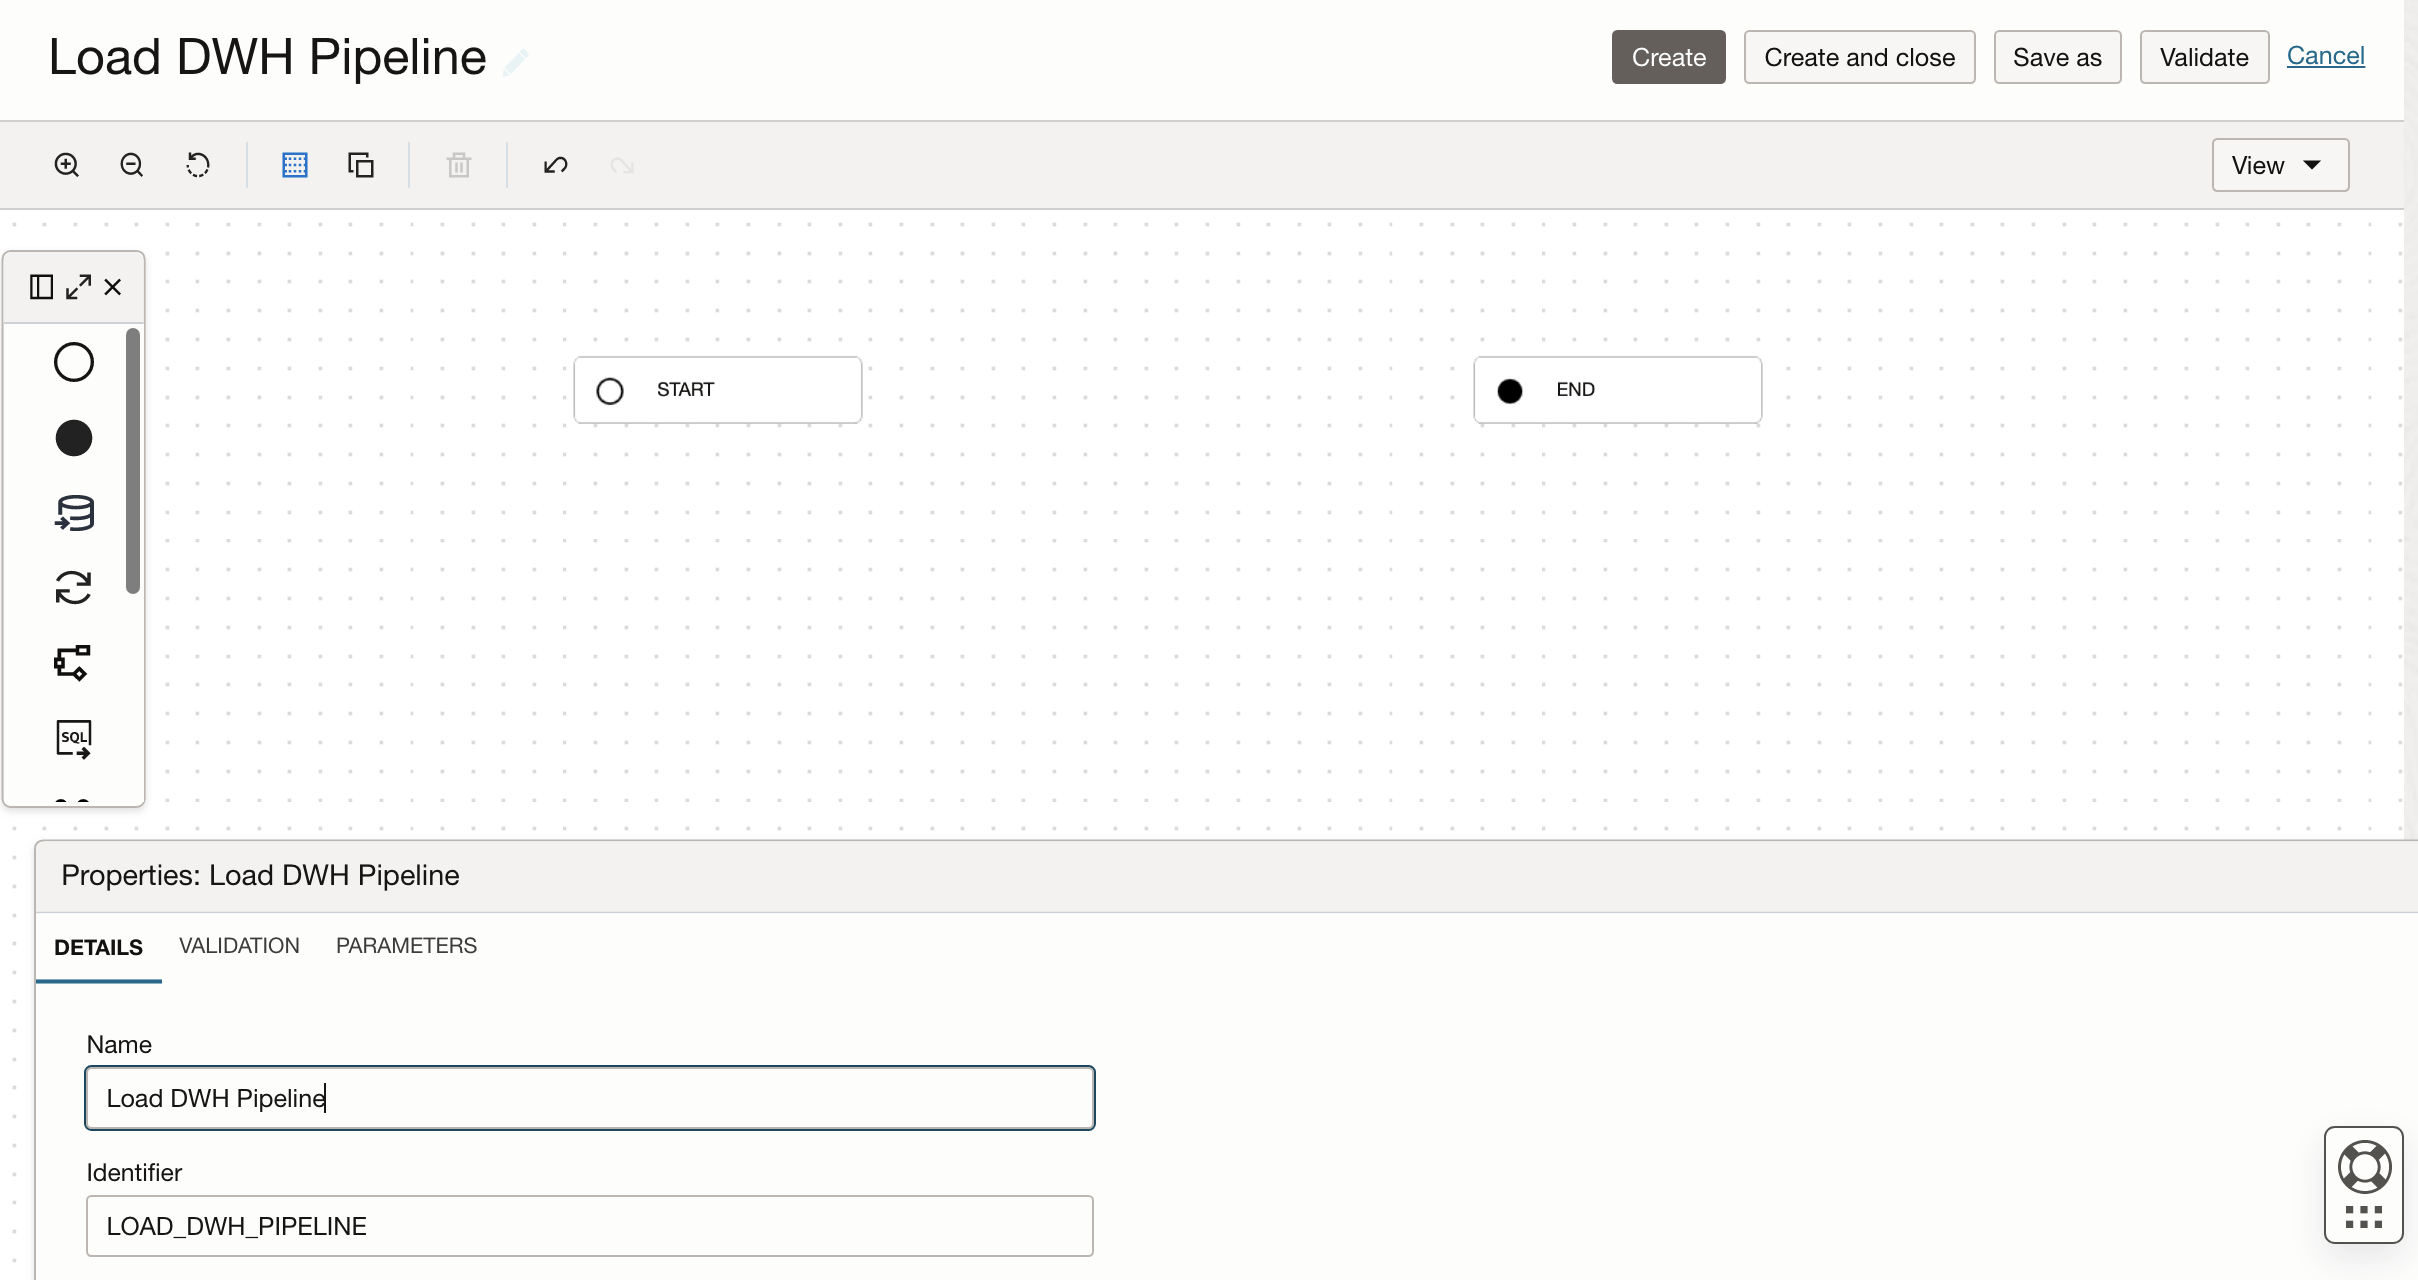 Load DWH Pipeline
Create
Create and close
Save as
Validate
Cancel
View
START
END
SQL
Properties: Load DWH Pipeline
DETAILS
VALIDATION
PARAMETERS
Name
Load DWH Pipeline
Identifier
LOAD_DWH_PIPELINE